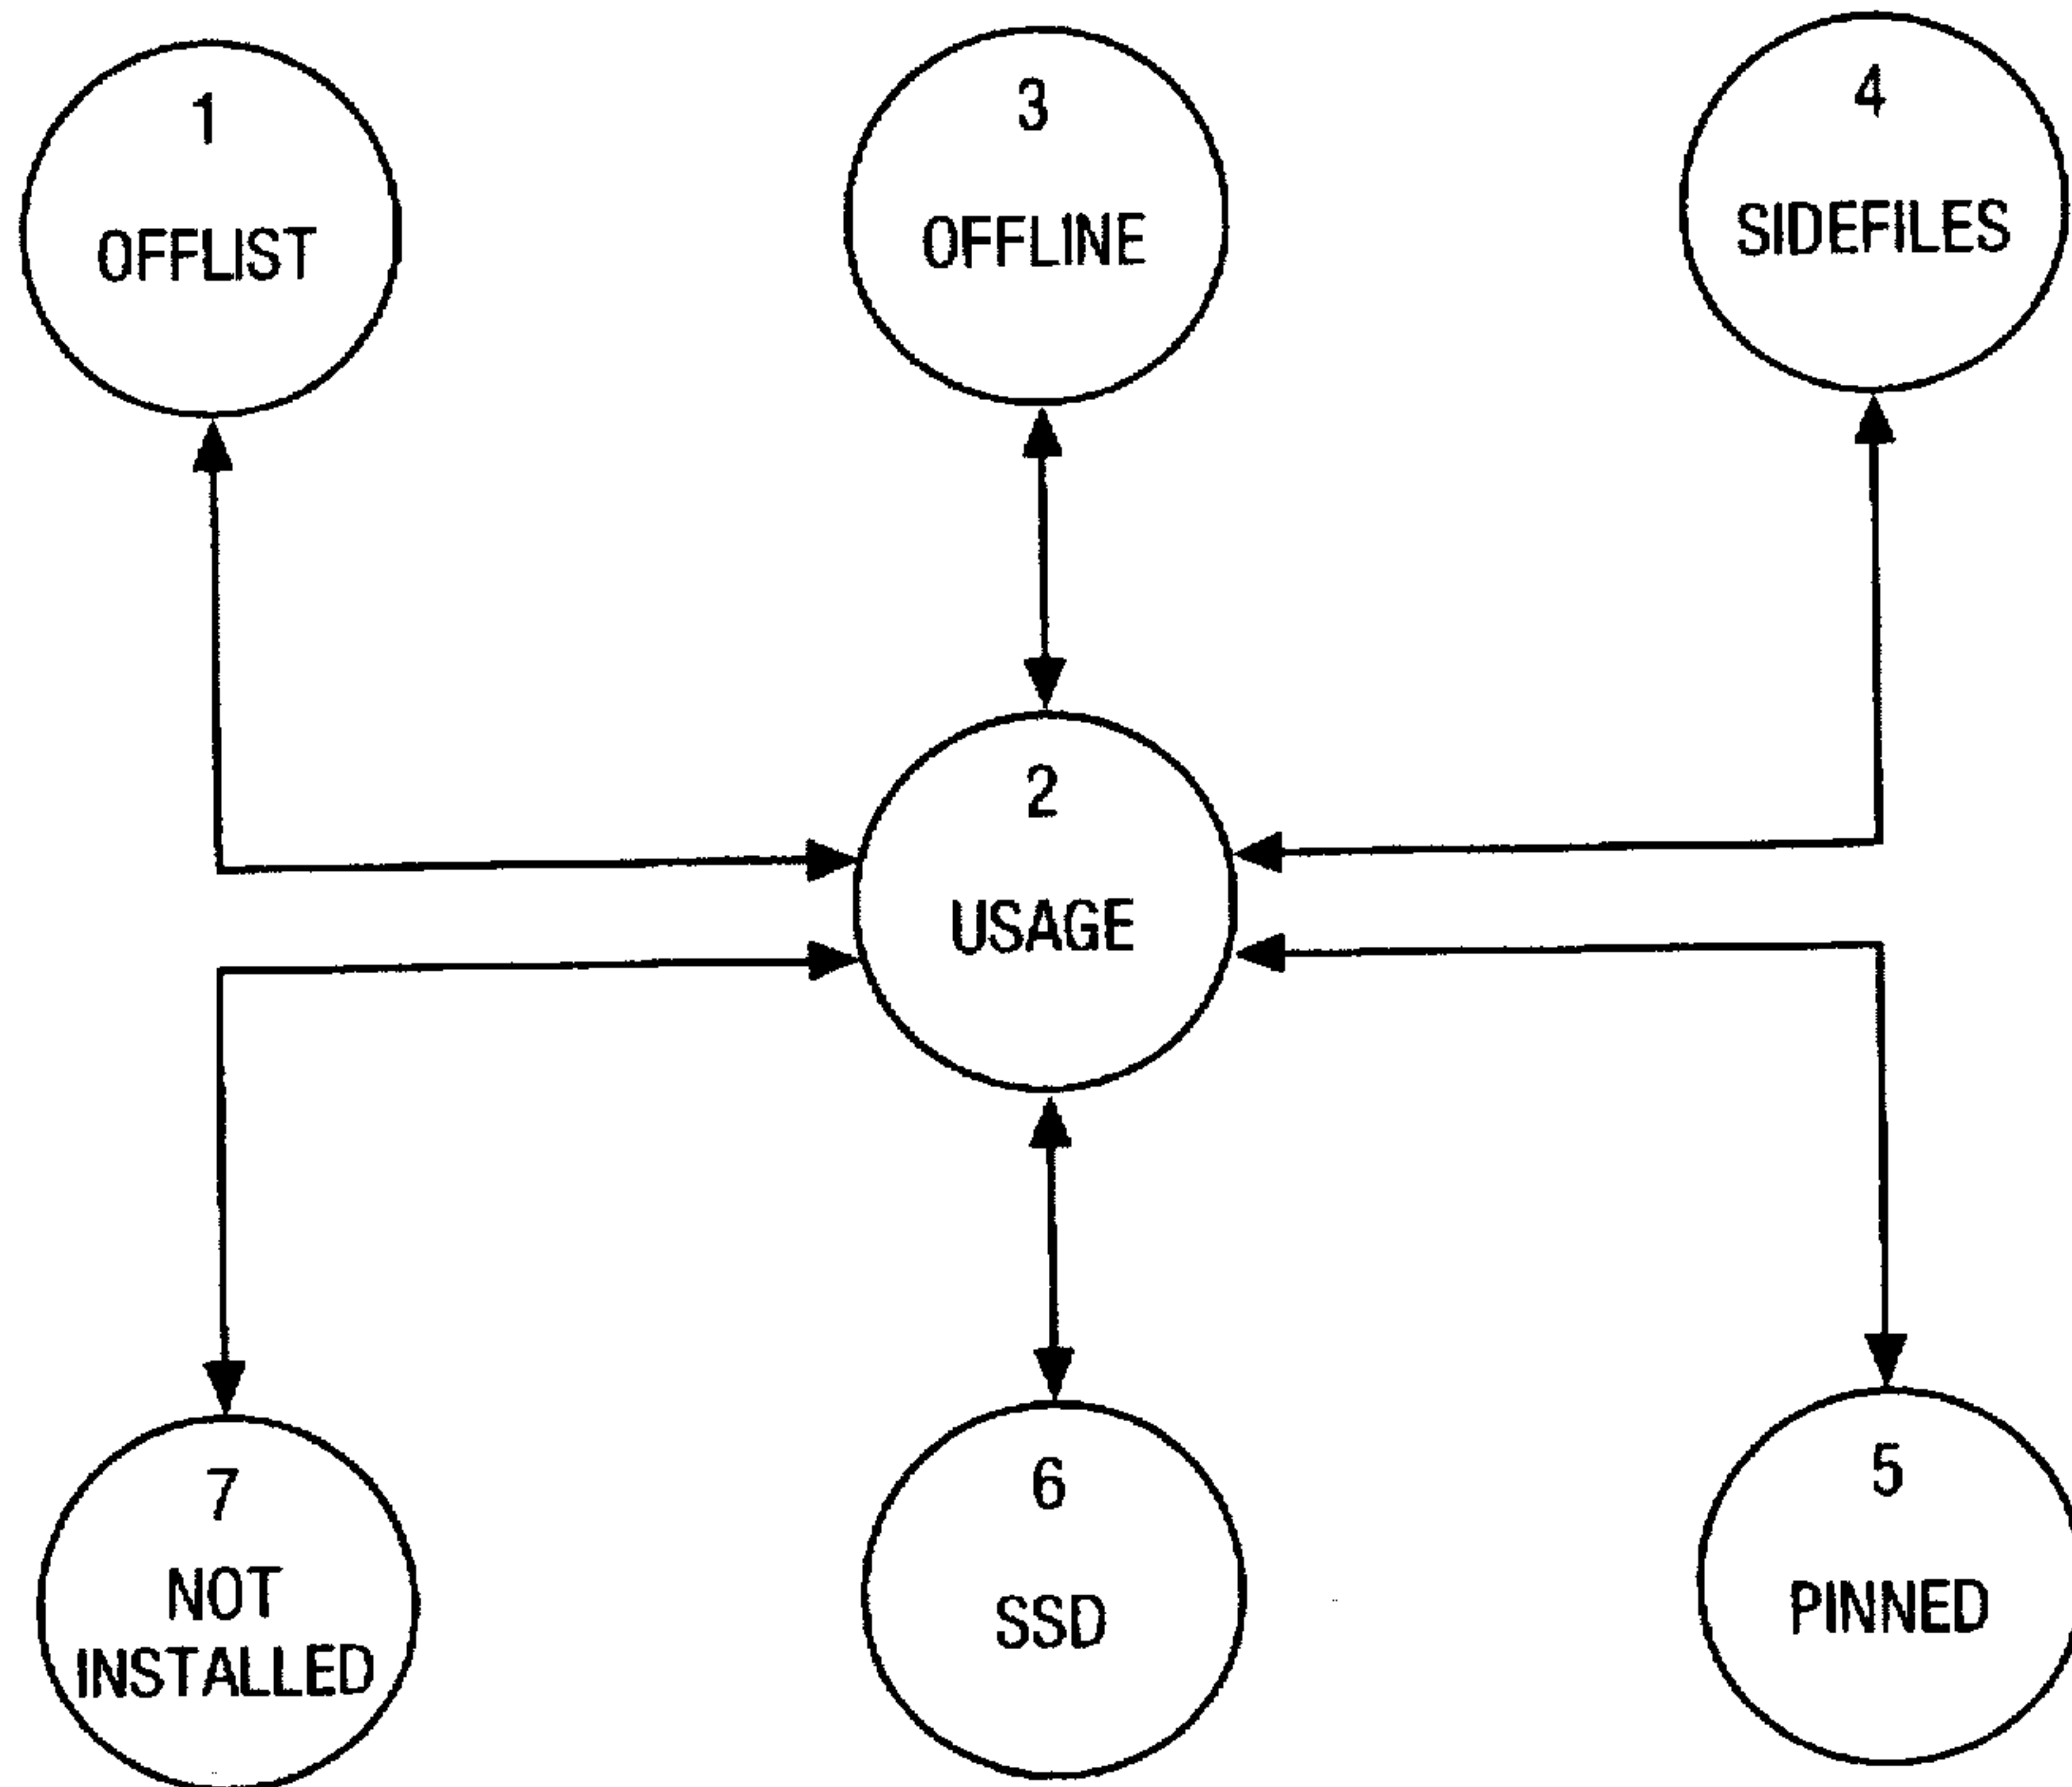 1
OFFLIST
3
OFFLINE
4
SIDEFILES
2
USAGE
7
NOT
INSTALLED
6
SSD
5
PINNED